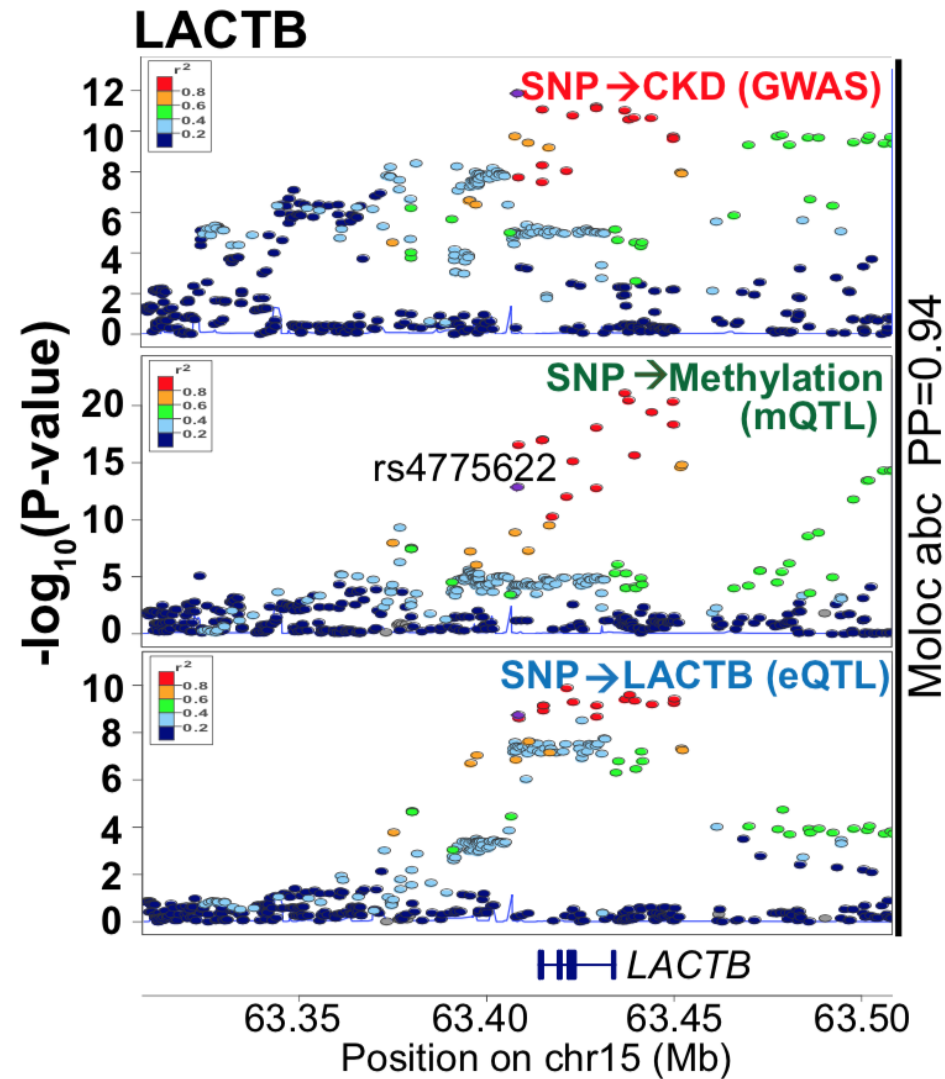 LACTB
r²
0.8
0.6
0.4
0.2
SNP→CKD (GWAS)
12
10
8
6
4
2
0
r²
0.8
0.6
0.4
0.2
SNP→Methylation
(mQTL)
rs4775622
20
15
10
5
0
r²
0.8
0.6
0.4
0.2
SNP→LACTB (eQTL)
10
8
6
4
2
0
-log10(P-value)
Moloc abc PP=0.94
LACTB
63.35 63.40 63.45 63.50
Position on chr15 (Mb)